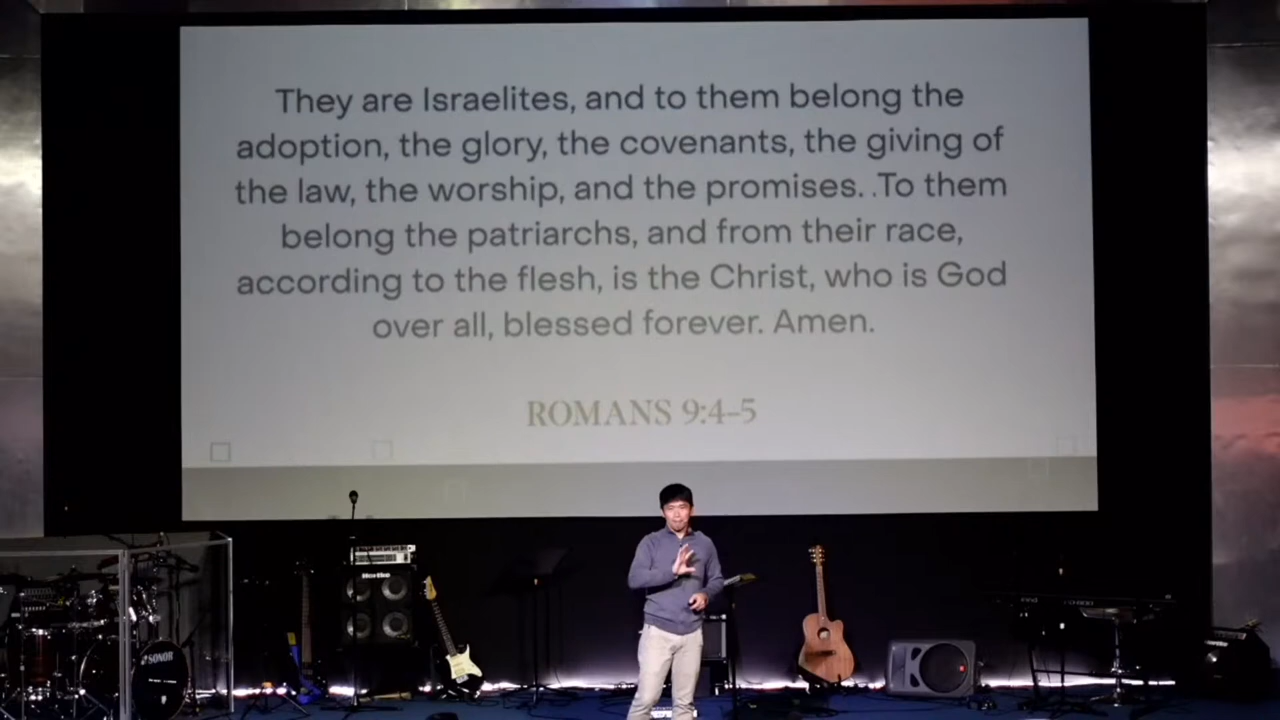 They are Israelites, and to them belong the
adoption, the glory, the covenants, the giving of
the law, the worship, and the promises. .To them
belong the patriarchs, and from their race,
according to the flesh, is the Christ, who is God
over all, blessed forever. Amen.
ROMANS 9:4–5
Hartke
SONOR